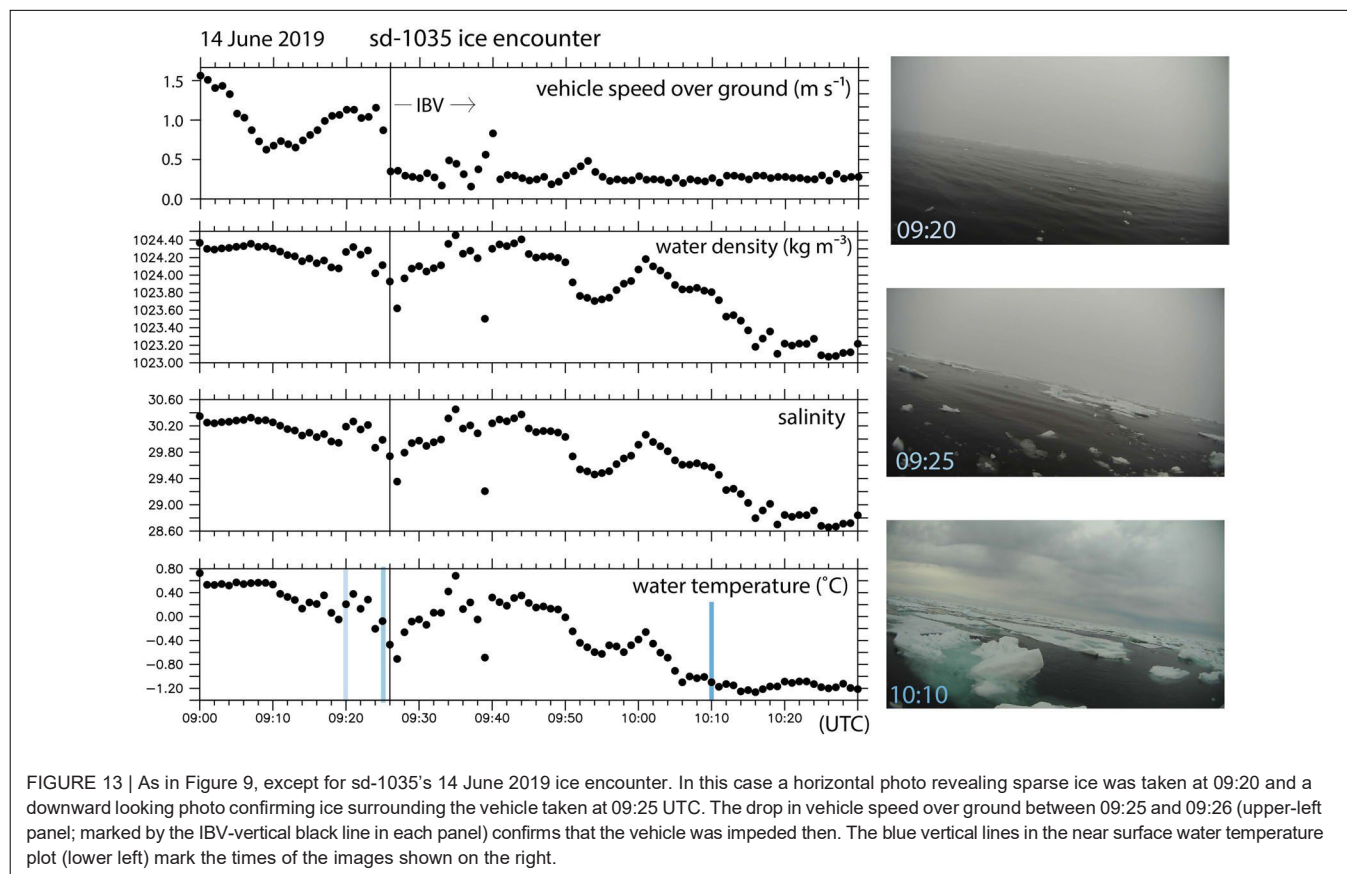 14 June 2019 sd-1035 ice encounter
vehicle speed over ground (m s⁻¹)
— IBV →
1.5
1.0
0.5
0.0
water density (kg m⁻³)
1024.40
1024.20
1024.00
1023.80
1023.60
1023.40
1023.20
1023.00
salinity
30.60
30.20
29.80
29.40
29.00
28.60
water temperature (˚C)
0.80
0.40
0.00
−0.40
−0.80
−1.20
09:00 09:10 09:20 09:30 09:40 09:50 10:00 10:10 10:20
(UTC)
09:20
09:25
10:10
FIGURE 13 | As in Figure 9, except for sd-1035's 14 June 2019 ice encounter. In this case a horizontal photo revealing sparse ice was taken at 09:20 and a
downward looking photo confirming ice surrounding the vehicle taken at 09:25 UTC. The drop in vehicle speed over ground between 09:25 and 09:26 (upper-left
panel; marked by the IBV-vertical black line in each panel) confirms that the vehicle was impeded then. The blue vertical lines in the near surface water temperature
plot (lower left) mark the times of the images shown on the right.